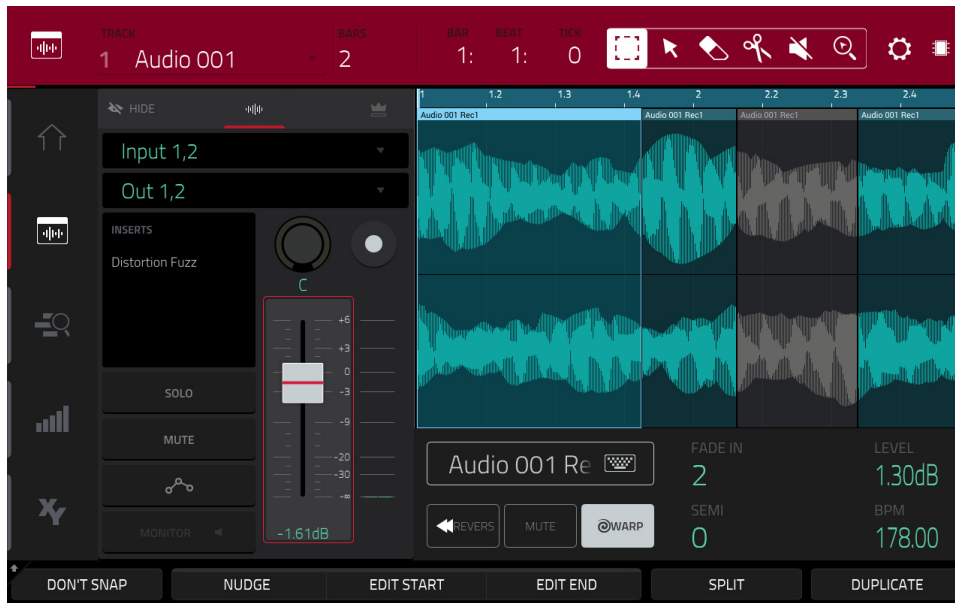 TRACK BARS BAR BEAT TICK
1 Audio 001 2 1: 1: 0
HIDE
1 1.2 1.3 1.4 2 2.2 2.3 2.4
Audio 001 Rec1 Audio 001 Rec1 Audio 001 Rec1 Audio 001 Rec1
Input 1,2
Out 1,2
INSERTS
Distortion Fuzz
C
+6
+3
0
-3
-9
-20
-30
-∞
-1.61dB
SOLO
MUTE
MONITOR
XY
Audio 001 Re
FADE IN LEVEL
2 1.30dB
REVERS MUTE WARP
SEMI BPM
0 178.00
DON'T SNAP NUDGE EDIT START EDIT END SPLIT DUPLICATE